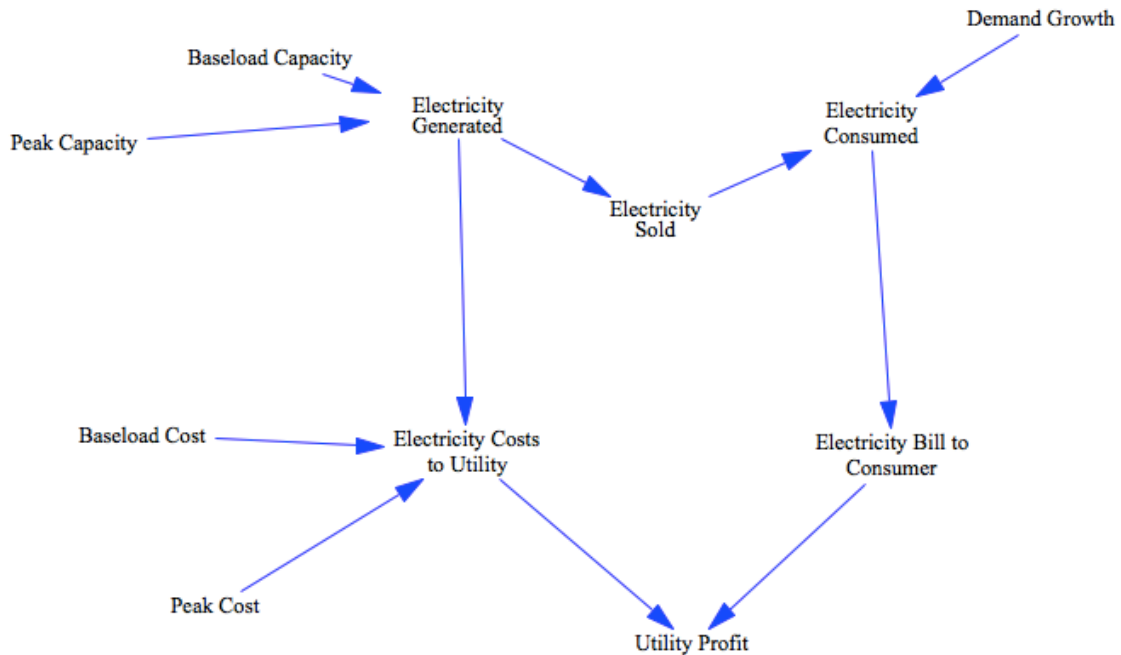 Demand Growth
Baseload Capacity
Electricity
Generated
Electricity
Consumed
Peak Capacity
Electricity
Sold
Baseload Cost
Electricity Costs
to Utility
Electricity Bill to
Consumer
Peak Cost
Utility Profit